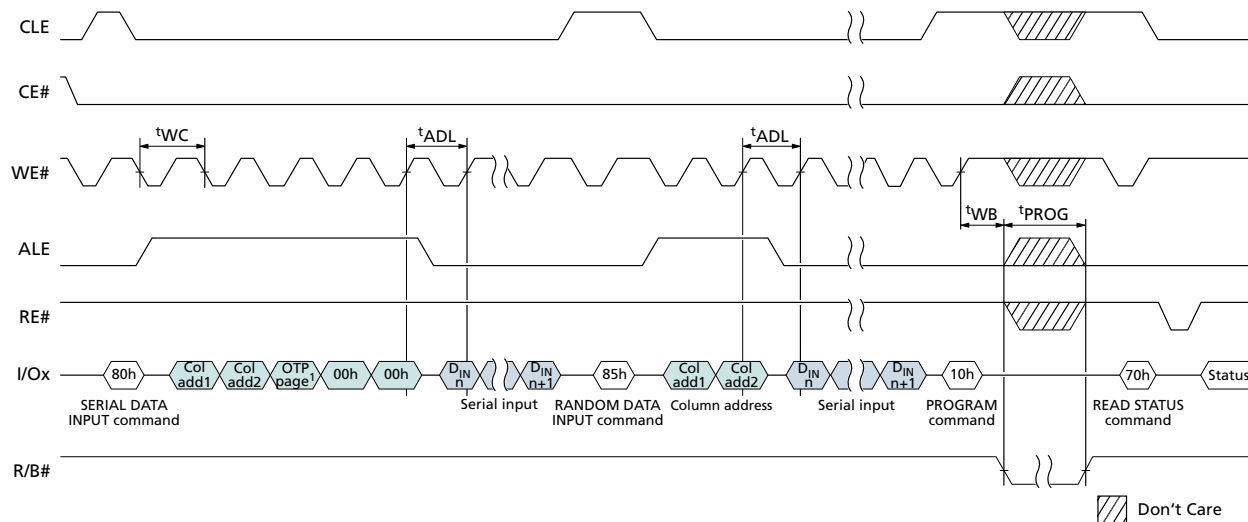 CLE
CE#
tWC
tADL
tADL
WE#
tWB
tPROG
ALE
RE#
I/Ox
80h
Col add1
Col add2
OTP page1
00h
00h
DIN n
DIN n+1
85h
Col add1
Col add2
DIN n
DIN n+1
10h
70h
Status
SERIAL DATA
INPUT command
Serial input
RANDOM DATA
INPUT command
Column address
Serial input
PROGRAM
command
READ STATUS
command
R/B#
Don't Care